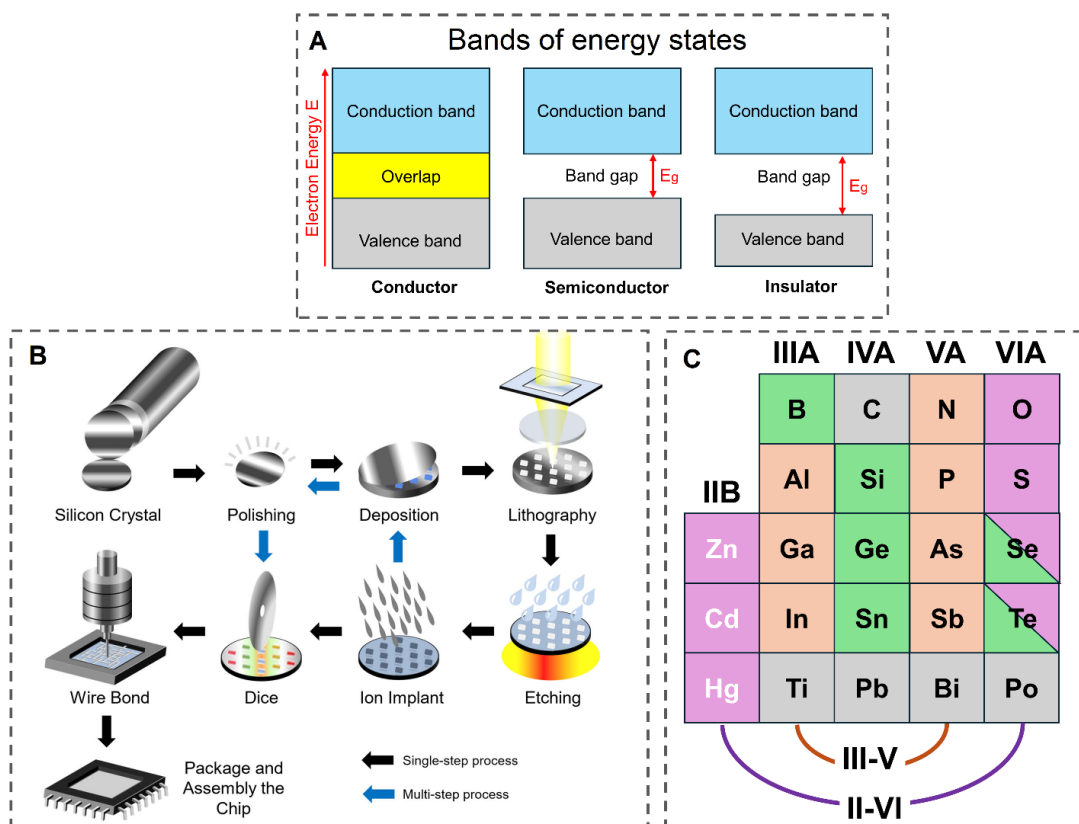 A
Bands of energy states
Electron Energy E
Conduction band
Overlap
Valence band
Conductor
Conduction band
Band gap
Eg
Valence band
Semiconductor
Conduction band
Band gap
Eg
Valence band
Insulator
B
Silicon Crystal
Polishing
Deposition
Lithography
Wire Bond
Dice
Ion Implant
Etching
Package and
Assembly the
Chip
Single-step process
Multi-step process
C
IIIA IVA VA VIA
B C N O
Al Si P S
IIB
Zn Ga Ge As Se
Cd In Sn Sb Te
Hg Ti Pb Bi Po
III-V
II-VI